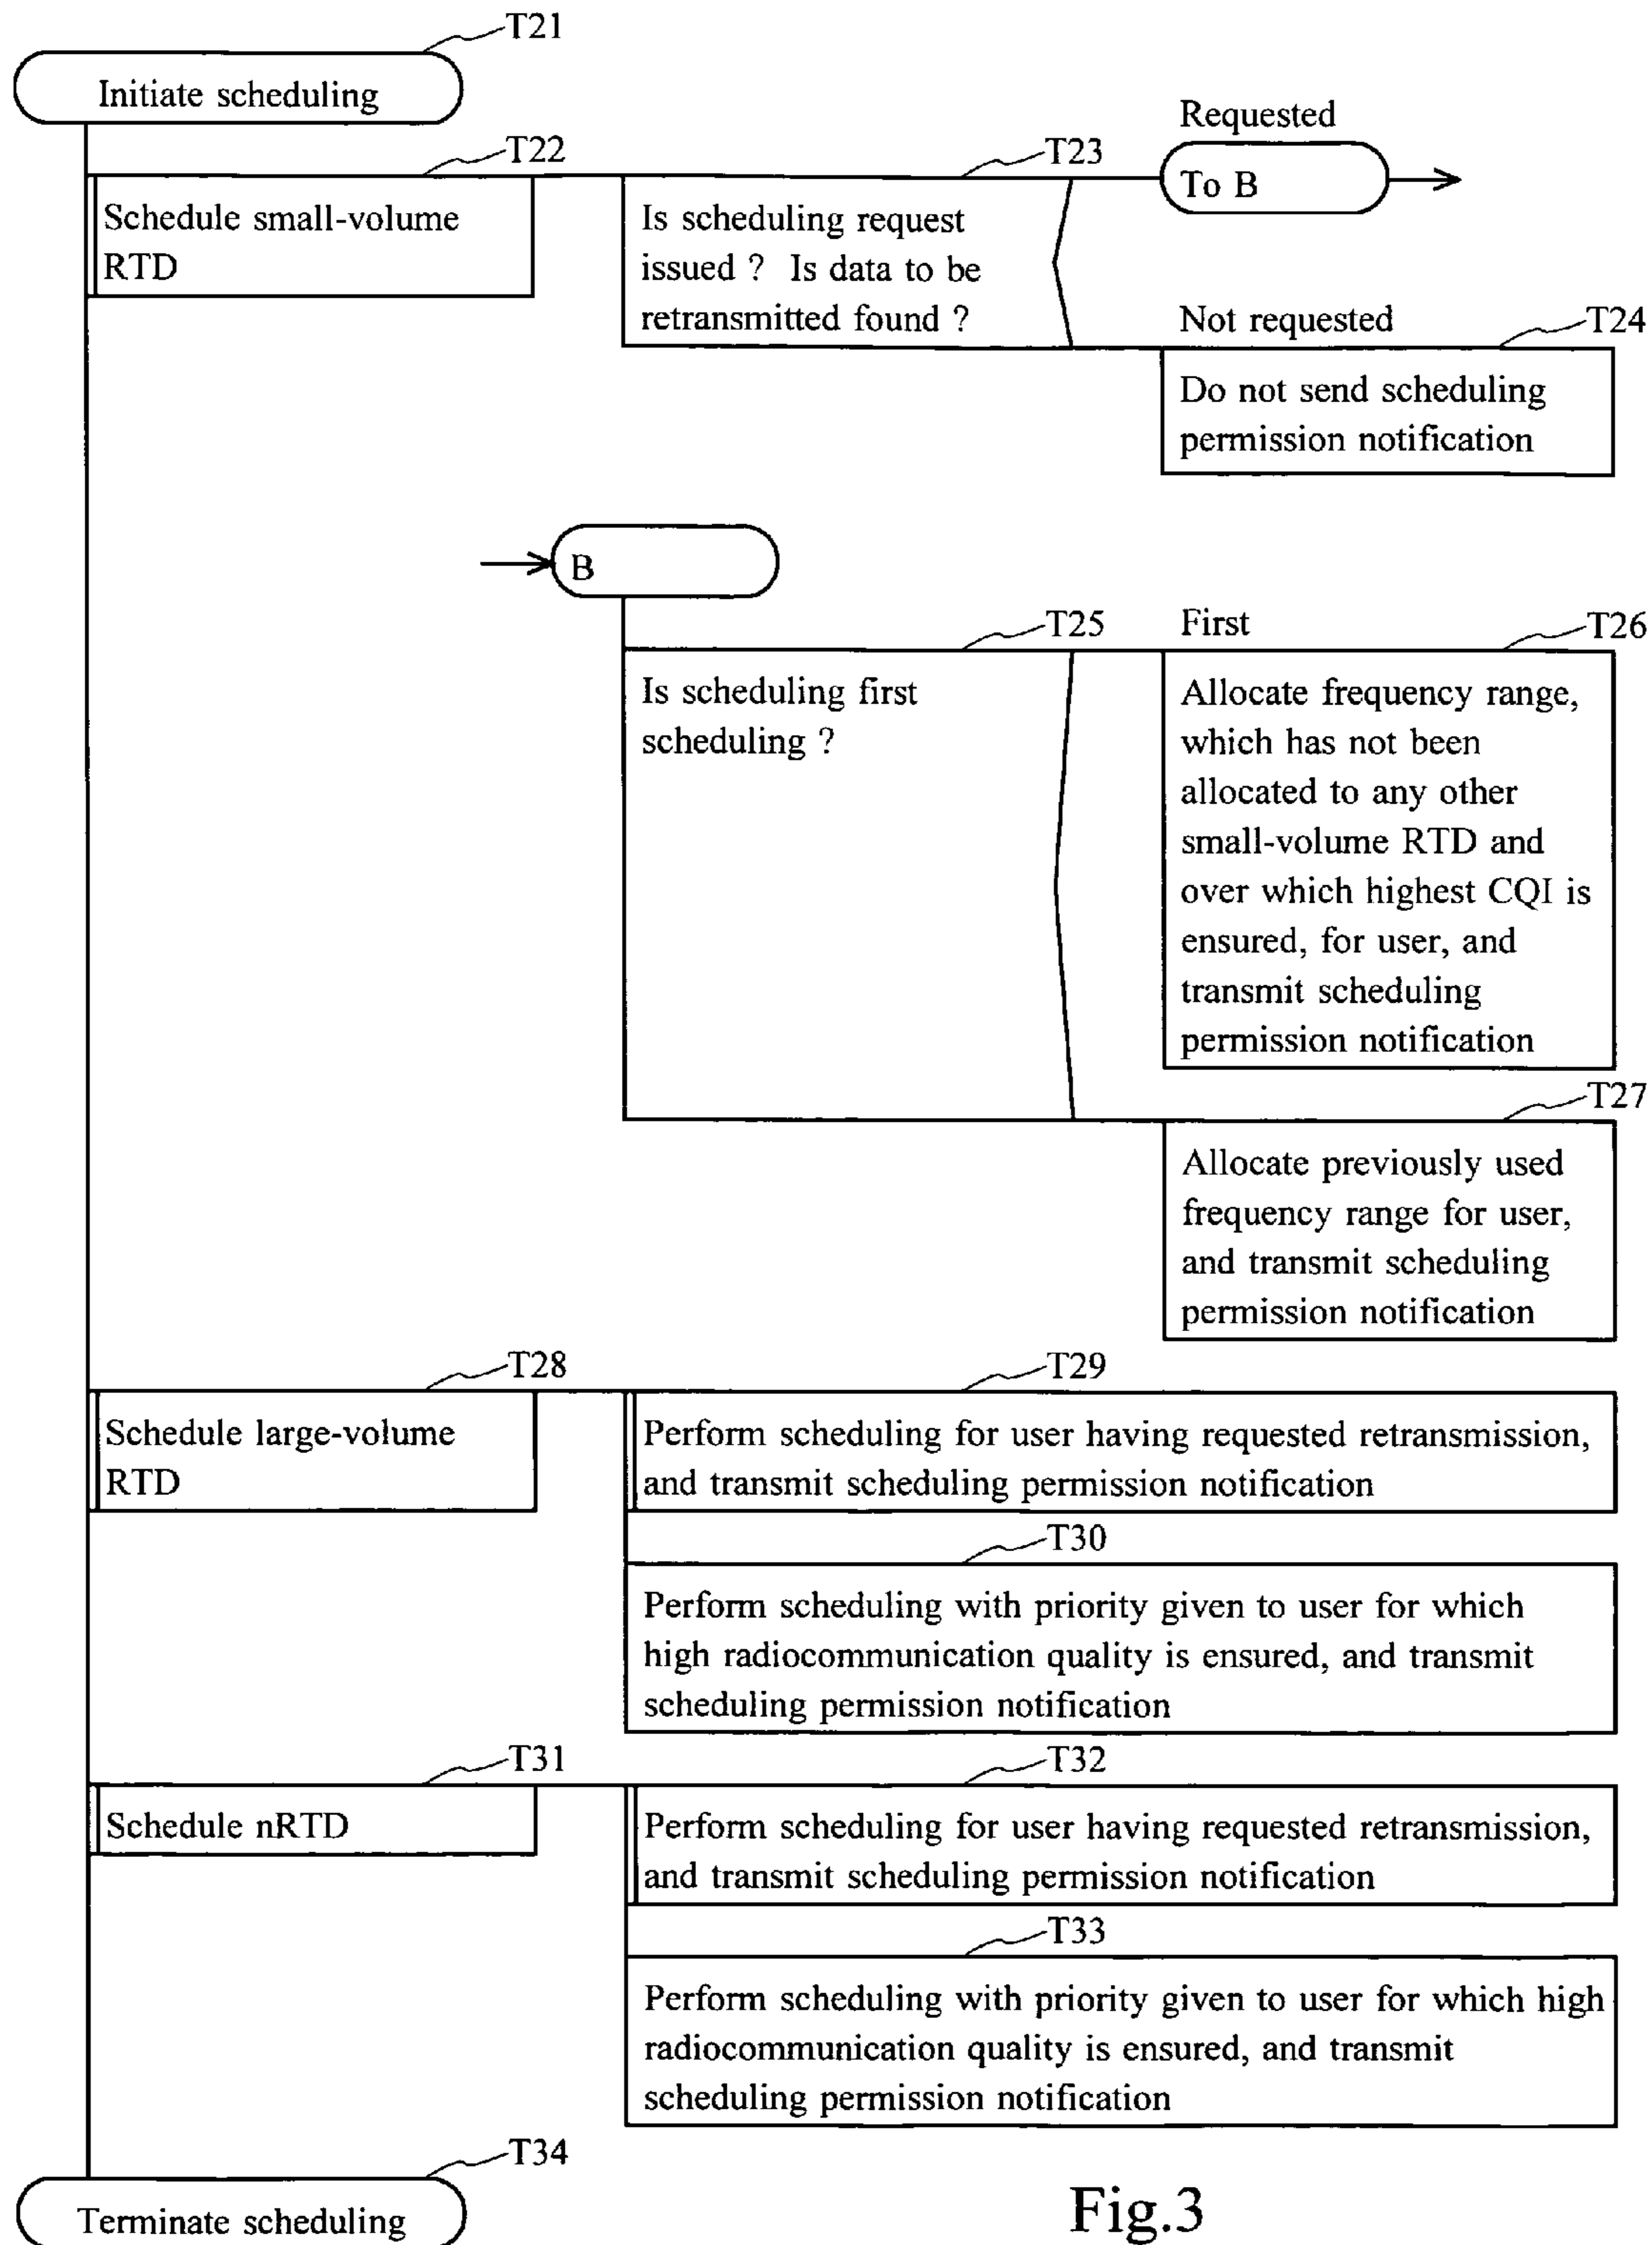 T21
Initiate scheduling
Requested
T22
T23
To B
Schedule small-volume
RTD
Is scheduling request
issued ? Is data to be
retransmitted found ?
Not requested
T24
Do not send scheduling
permission notification
B
T25
First
T26
Is scheduling first
scheduling ?
Allocate frequency range,
which has not been
allocated to any other
small-volume RTD and
over which highest CQI is
ensured, for user, and
transmit scheduling
permission notification
T27
Allocate previously used
frequency range for user,
and transmit scheduling
permission notification
T28
T29
Schedule large-volume
RTD
Perform scheduling for user having requested retransmission,
and transmit scheduling permission notification
T30
Perform scheduling with priority given to user for which
high radiocommunication quality is ensured, and transmit
scheduling permission notification
T31
T32
Schedule nRTD
Perform scheduling for user having requested retransmission,
and transmit scheduling permission notification
T33
Perform scheduling with priority given to user for which high
radiocommunication quality is ensured, and transmit
scheduling permission notification
T34
Terminate scheduling
Fig.3